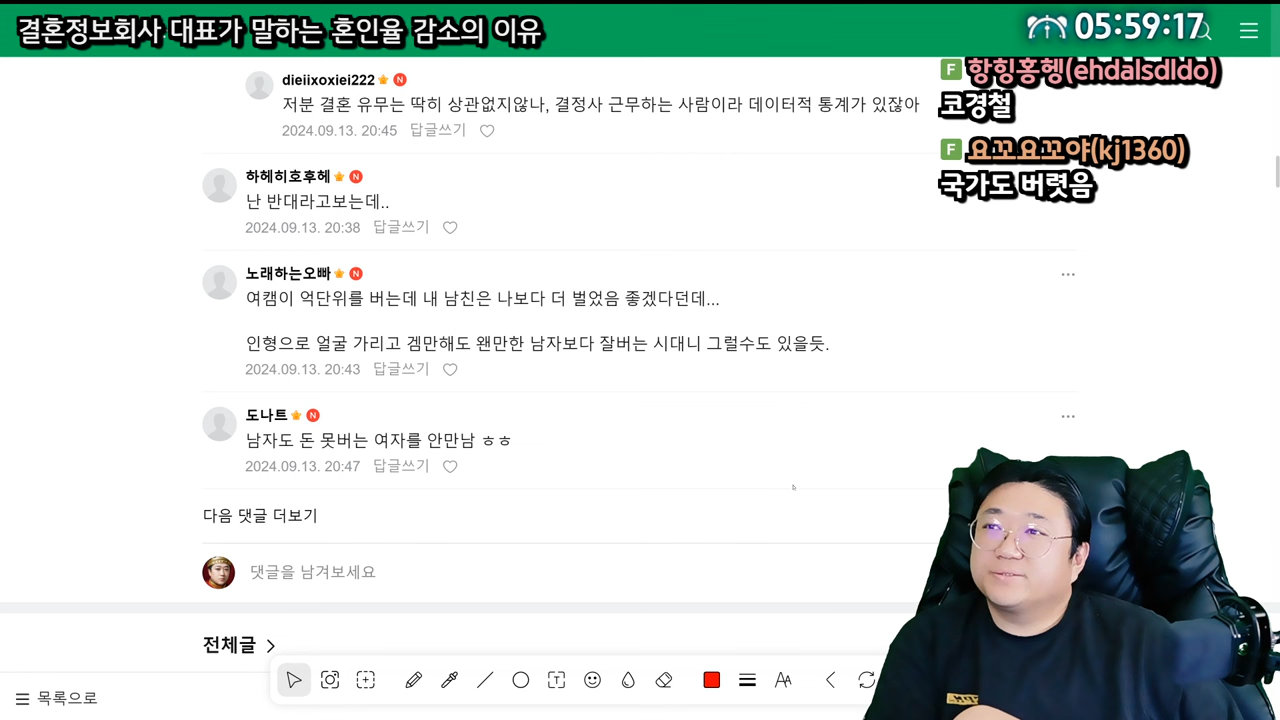 결혼정보회사 대표가 말하는 혼인율 감소의 이유
05:59:17
dieiixoxiei222 N
저분 결혼 유무는 딱히 상관없지않나, 결정사 근무하는 사람이라 데이터적 통계가 있잖아
2024.09.13. 20:45 답글쓰기
F 항힝홍헹(ehdalsdldo)
코경철
F 요꼬요꼬야(kj1360)
국가도 버렷음
하헤히호후헤 N
난 반대라고보는데..
2024.09.13. 20:38 답글쓰기
노래하는오빠 N
여캠이 억단위를 버는데 내 남친은 나보다 더 벌었음 좋겠다던데...
인형으로 얼굴 가리고 겜만해도 왠만한 남자보다 잘버는 시대니 그럴수도 있을듯.
2024.09.13. 20:43 답글쓰기
도나트 N
남자도 돈 못버는 여자를 안만남 ㅎㅎ
2024.09.13. 20:47 답글쓰기
다음 댓글 더보기
댓글을 남겨보세요
전체글
목록으로